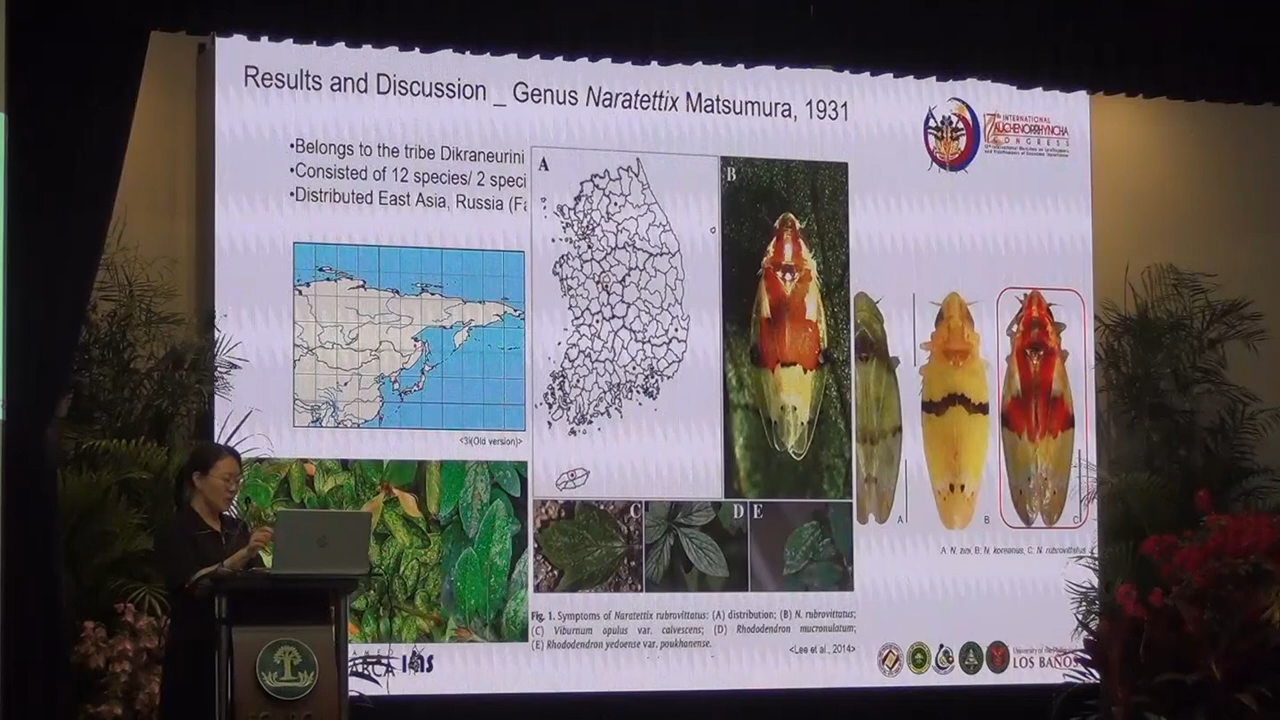 Results and Discussion _ Genus Naratettix Matsumura, 1931
INTERNATIONAL
AUCHENORRHYNCHA
CONGRESS
•Belongs to the tribe Dikraneurini
•Consisted of 12 species/ 2 speci
•Distributed East Asia, Russia (Fa
A
B
<3i(Old version)>
C
D
E
A
B
C
A: N. zini, B: N. koreanus, C: N. rubrovittatus
Fig. 1. Symptoms of Naratettix rubrovittatus: (A) distribution; (B) N. rubrovittatus;
(C) Viburnum opulus var. calvescens; (D) Rhododendron mucronulatum;
(E) Rhododendron yedoense var. poukhanense.
<Lee et al., 2014>
LOS BAÑOS